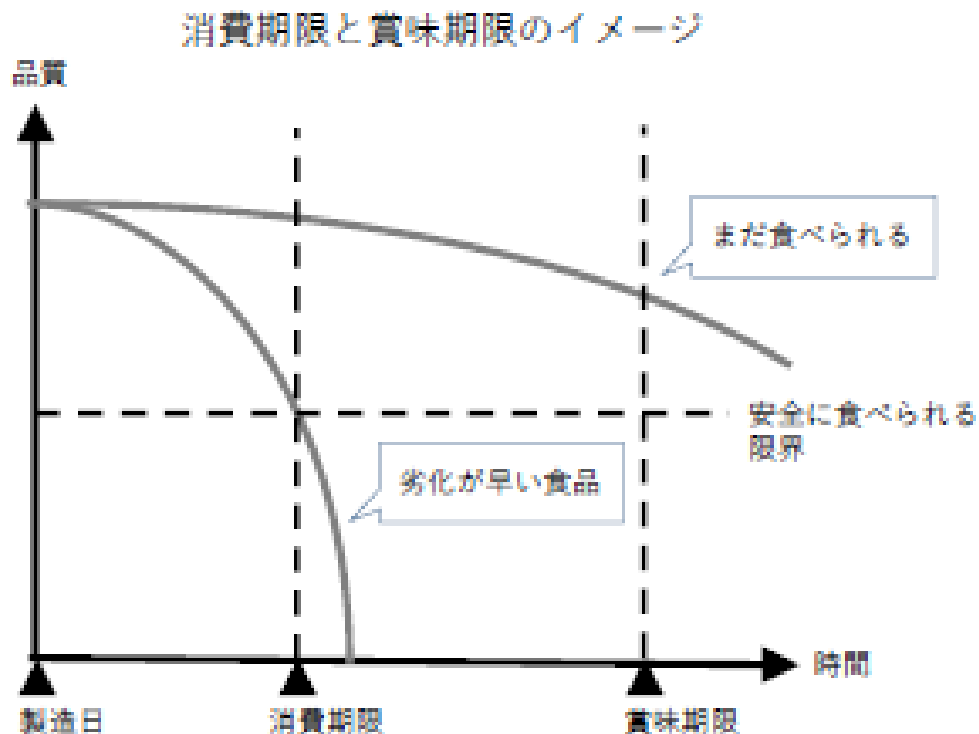 消費期限と賞味期限のイメージ
品質
まだ食べられる
安全に食べられる
限界
劣化が早い食品
時間
製造日
消費期限
賞味期限